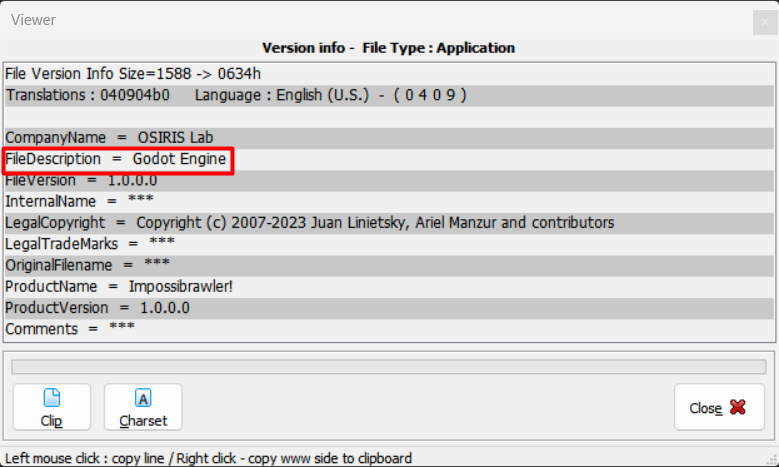 Viewer
Version info - File Type : Application
File Version Info Size=1588 -> 0634h
Translations : 040904b0 Language : English (U.S.) - ( 0 4 0 9 )
CompanyName = OSIRIS Lab
FileDescription = Godot Engine
FileVersion = 1.0.0.0
InternalName = ***
LegalCopyright = Copyright (c) 2007-2023 Juan Linietsky, Ariel Manzur and contributors
LegalTradeMarks = ***
OriginalFilename = ***
ProductName = Impossibrawler!
ProductVersion = 1.0.0.0
Comments = ***
Clip
Charset
Close
Left mouse click : copy line / Right click - copy www side to clipboard